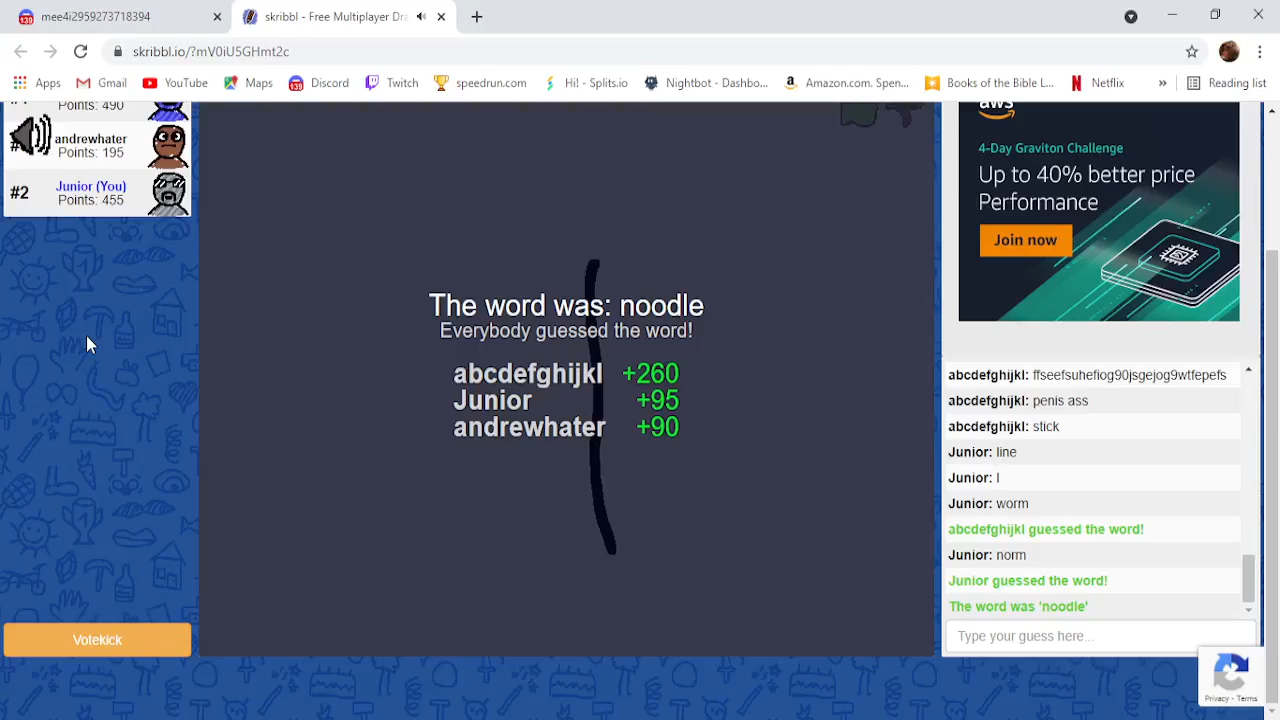 mee4i2959273718394
skribbl - Free Multiplayer Dra
skribbl.io/?mV0iU5GHmt2c
Apps
Gmail
YouTube
Maps
Discord
Twitch
speedrun.com
Hi! - Splits.io
Nightbot - Dashbo...
Amazon.com. Spen...
Books of the Bible L...
Netflix
»
Reading list
Points: 490
andrewhater
Points: 195
#2
Junior (You)
Points: 455
The word was: noodle
Everybody guessed the word!
abcdefghijkl +260
Junior +95
andrewhater +90
Votekick
aws
4-Day Graviton Challenge
Up to 40% better price
Performance
Join now
abcdefghijkl: ffseefsuhefiog90jsgejog9wtfepefs
abcdefghijkl: penis ass
abcdefghijkl: stick
Junior: line
Junior: l
Junior: worm
abcdefghijkl guessed the word!
Junior: norm
Junior guessed the word!
The word was 'noodle'
Type your guess here...
Privacy - Terms